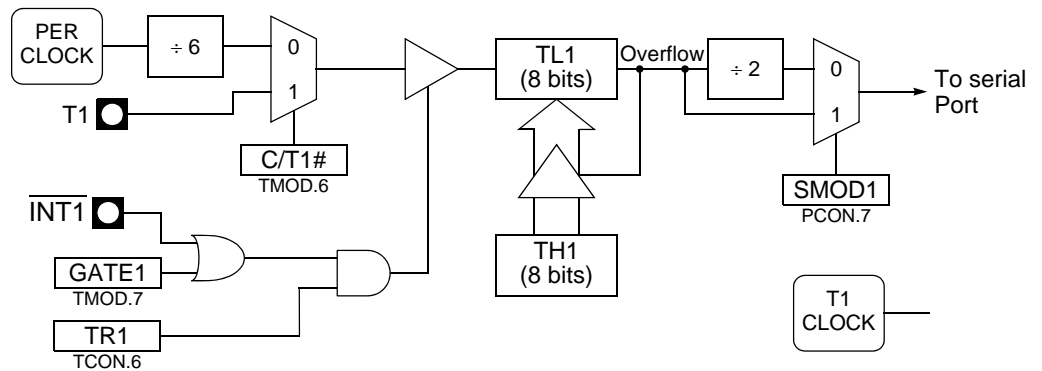 PER
CLOCK
÷ 6
0
1
T1
C/T1#
TMOD.6
INT1
GATE1
TMOD.7
TR1
TCON.6
TL1
(8 bits)
Overflow
÷ 2
0
1
To serial
Port
SMOD1
PCON.7
TH1
(8 bits)
T1
CLOCK